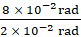 8 × 10⁻² rad
2 × 10⁻² rad